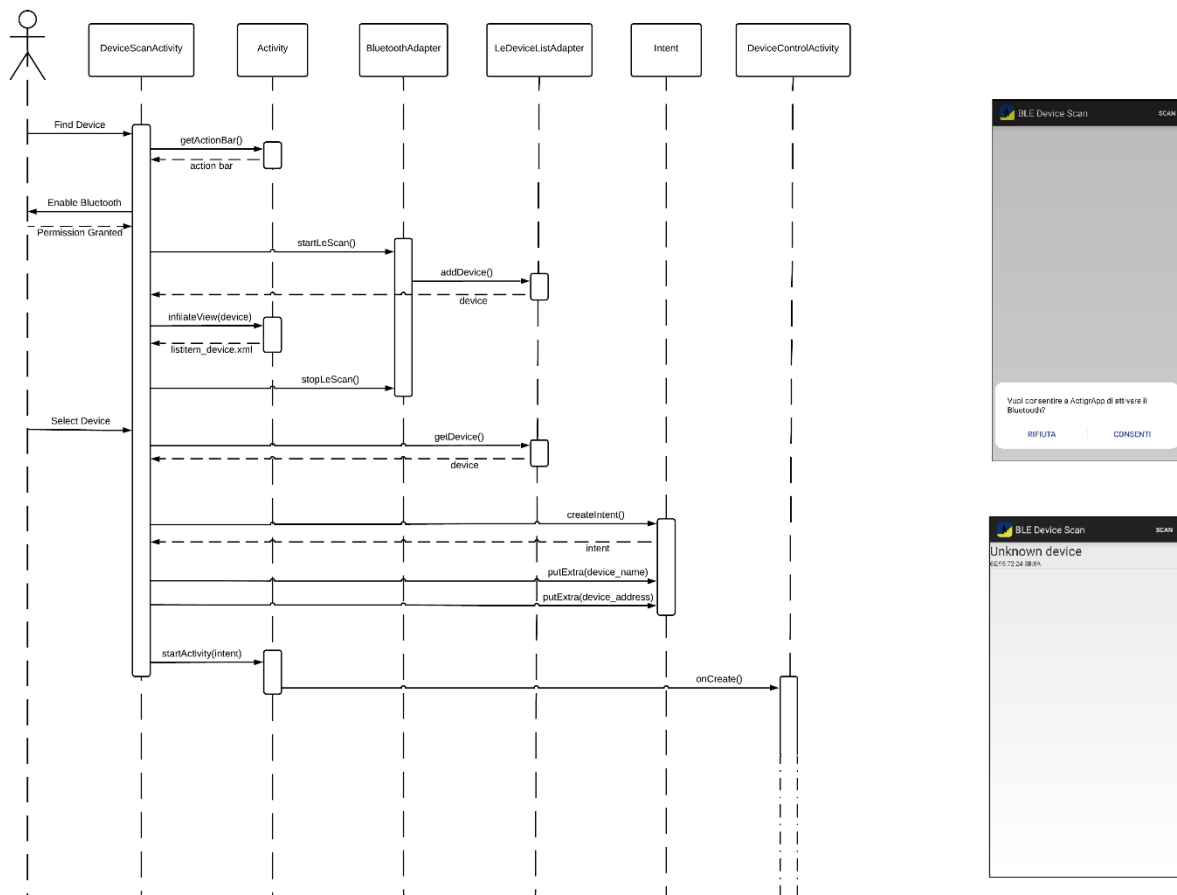 DeviceScanActivity
Activity
BluetoothAdapter
LeDeviceListAdapter
Intent
DeviceControlActivity
Find Device
getActionBar()
action bar
Enable Bluetooth
Permission Granted
startLeScan()
addDevice()
device
infilateView(device)
listitem_device.xml
stopLeScan()
Select Device
getDevice()
device
createIntent()
intent
putExtra(device_name)
putExtra(device_address)
startActivity(intent)
onCreate()
BLE Device Scan
SCAN
Vuoi consentire a ActigrApp di attivare il
Bluetooth?
RIFIUTA
CONSENTI
BLE Device Scan
SCAN
Unknown device